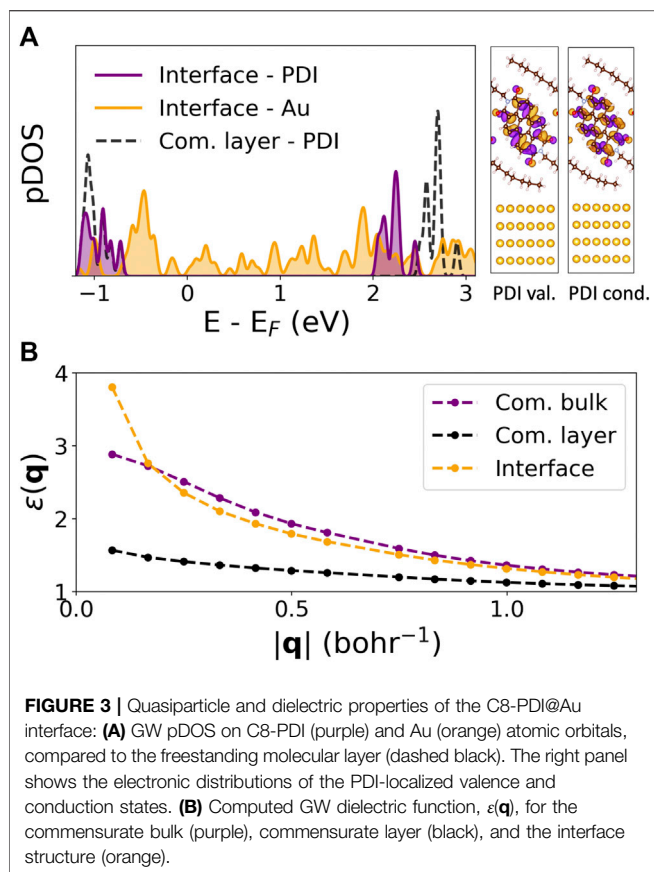 A
Interface - PDI
Interface - Au
Com. layer - PDI
pDOS
−1 0 1 2 3
E - E_F (eV)
PDI val. PDI cond.
B
4
3
2
1
ε(q)
Com. bulk
Com. layer
Interface
0.0 0.5 1.0
|q| (bohr⁻¹)
FIGURE 3 | Quasiparticle and dielectric properties of the C8-PDI@Au
interface: (A) GW pDOS on C8-PDI (purple) and Au (orange) atomic orbitals,
compared to the freestanding molecular layer (dashed black). The right panel
shows the electronic distributions of the PDI-localized valence and
conduction states. (B) Computed GW dielectric function, ε(q), for the
commensurate bulk (purple), commensurate layer (black), and the interface
structure (orange).